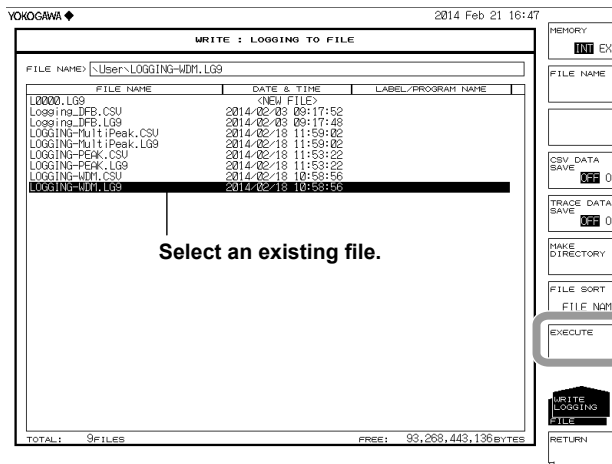 YOKOGAWA ◆ 2014 Feb 21 16:47
WRITE : LOGGING TO FILE
FILE NAME> \User\LOGGING-WDM.LG9
FILE NAME DATE & TIME LABEL/PROGRAM NAME
L0000.LG9 <NEW FILE>
Logging_DFB.CSV 2014/02/03 09:17:52
Logging_DFB.LG9 2014/02/03 09:17:48
LOGGING-MultiPeak.CSV 2014/02/18 11:59:02
LOGGING-MultiPeak.LG9 2014/02/18 11:59:02
LOGGING-PEAK.CSV 2014/02/18 11:53:22
LOGGING-PEAK.LG9 2014/02/18 11:53:22
LOGGING-WDM.CSV 2014/02/18 10:58:56
LOGGING-WDM.LG9 2014/02/18 10:58:56
Select an existing file.
TOTAL: 9FILES FREE: 93,268,443,136BYTES
MEMORY
INT EX
FILE NAME
CSV DATA
SAVE
OFF O
TRACE DATA
SAVE
OFF O
MAKE
DIRECTORY
FILE SORT
FILE NAM
EXECUTE
WRITE
LOGGING
FILE
RETURN